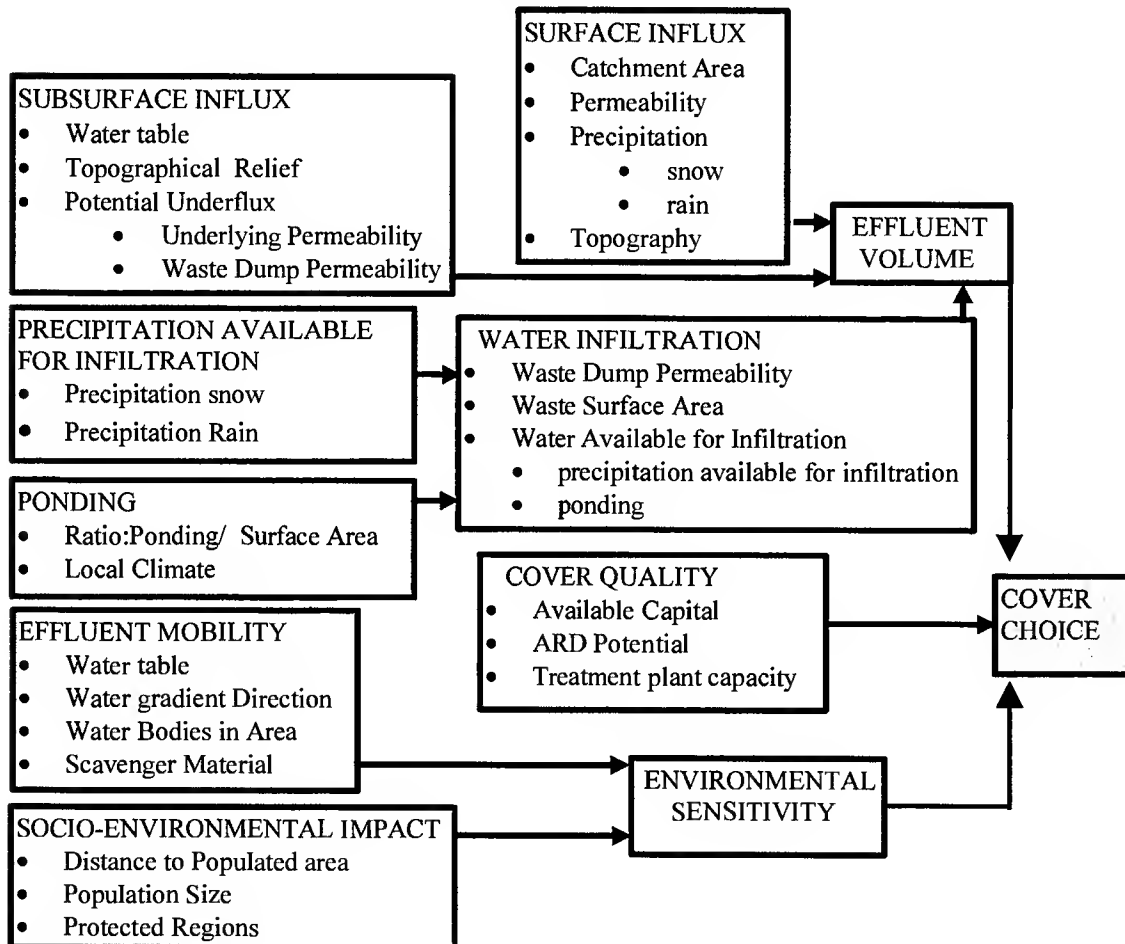 SURFACE INFLUX
• Catchment Area
• Permeability
• Precipitation
• snow
• rain
• Topography
SUBSURFACE INFLUX
• Water table
• Topographical Relief
• Potential Underflux
• Underlying Permeability
• Waste Dump Permeability
EFFLUENT
VOLUME
PRECIPITATION AVAILABLE
FOR INFILTRATION
• Precipitation snow
• Precipitation Rain
WATER INFILTRATION
• Waste Dump Permeability
• Waste Surface Area
• Water Available for Infiltration
• precipitation available for infiltration
• ponding
PONDING
• Ratio:Ponding/ Surface Area
• Local Climate
COVER QUALITY
• Available Capital
• ARD Potential
• Treatment plant capacity
COVER
CHOICE
EFFLUENT MOBILITY
• Water table
• Water gradient Direction
• Water Bodies in Area
• Scavenger Material
ENVIRONMENTAL
SENSITIVITY
SOCIO-ENVIRONMENTAL IMPACT
• Distance to Populated area
• Population Size
• Protected Regions